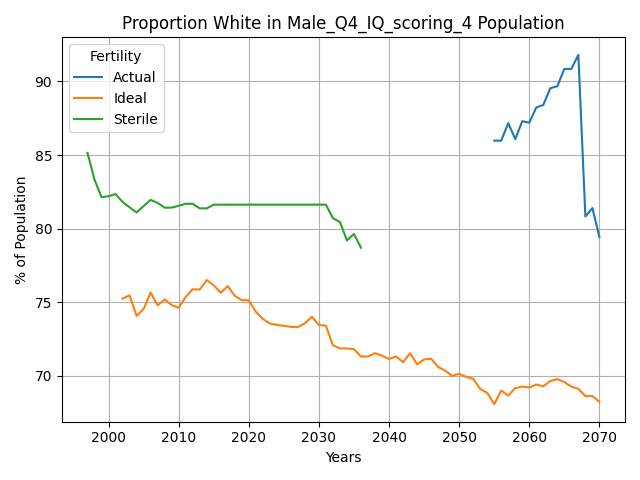 Proportion White in Male_Q4_IQ_scoring_4 Population
Fertility
Actual
Ideal
Sterile
% of Population
90
85
80
75
70
2000 2010 2020 2030 2040 2050 2060 2070
Years